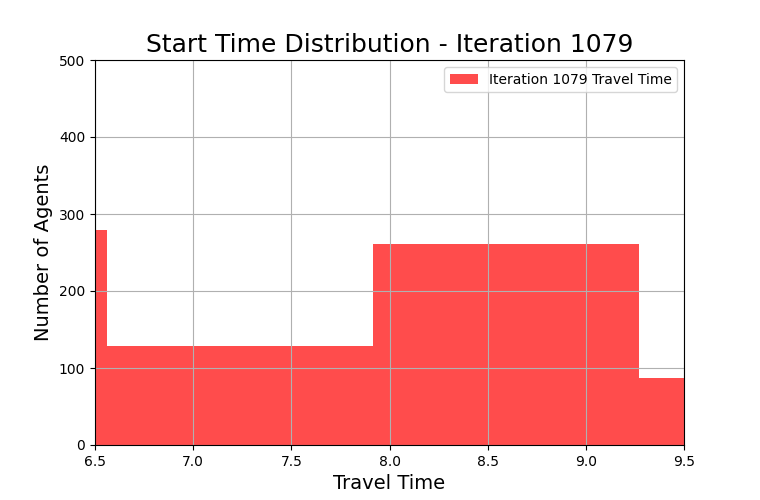 Start Time Distribution - Iteration 1079
Iteration 1079 Travel Time
Number of Agents
500
400
300
200
100
0
6.5 7.0 7.5 8.0 8.5 9.0 9.5
Travel Time